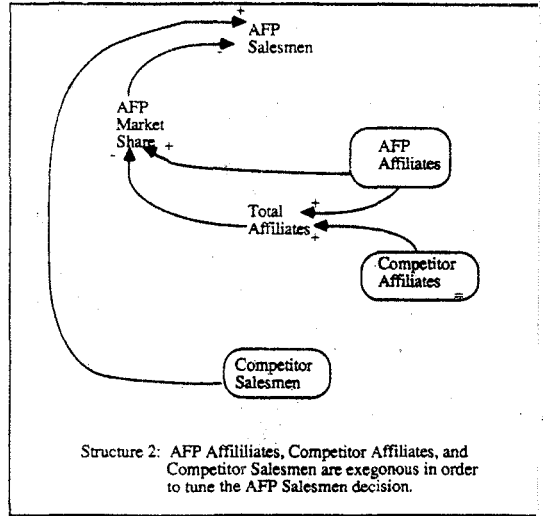 +
AFP
Salesmen
-
AFP
Market
Share
+
-
AFP
Affiliates
+
Total
Affiliates
+
Competitor
Affiliates
=
Competitor
Salesmen
Structure 2: AFP Affililiates, Competitor Affiliates, and
Competitor Salesmen are exegonous in order
to tune the AFP Salesmen decision.